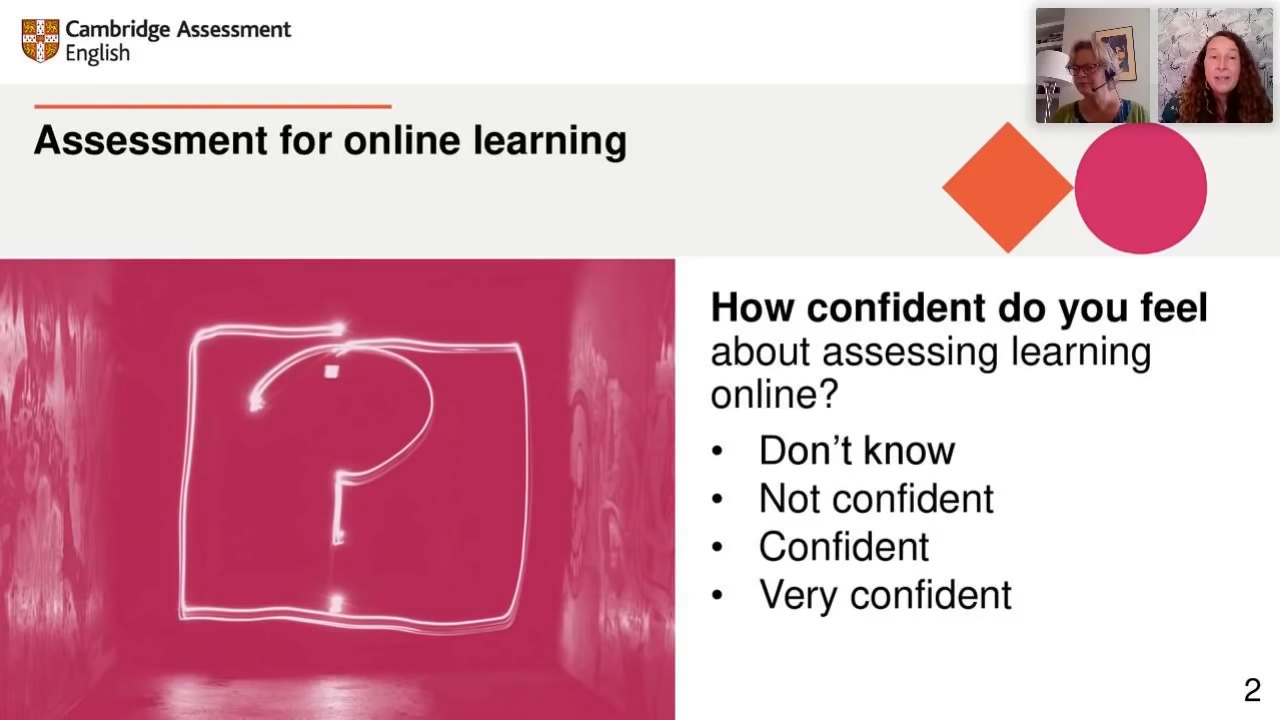 Cambridge Assessment
English
Assessment for online learning
How confident do you feel
about assessing learning
online?
• Don’t know
• Not confident
• Confident
• Very confident
2